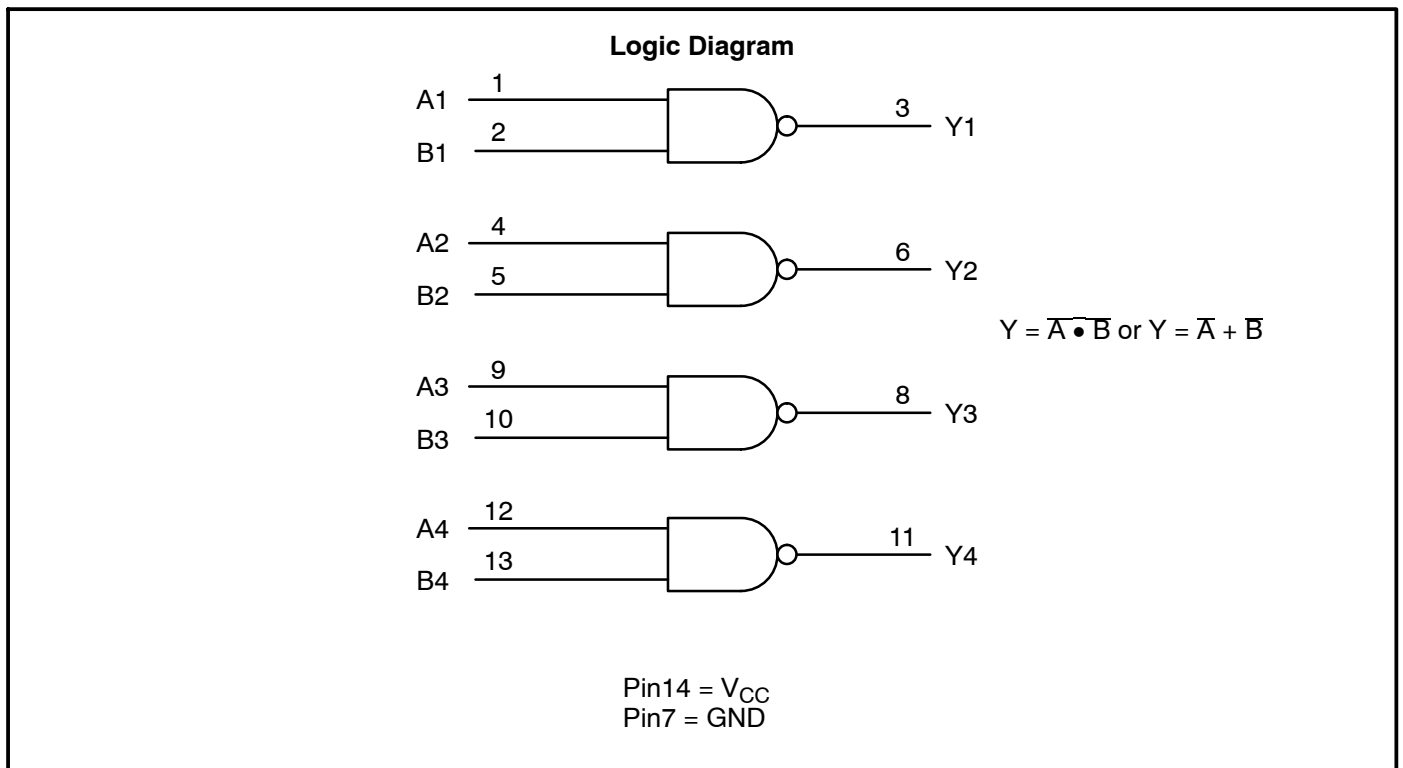 Logic Diagram
A1 1
B1 2
3 Y1
A2 4
B2 5
6 Y2
Y = A̅ ̅•̅ ̅B̅ or Y = A̅ + B̅
A3 9
B3 10
8 Y3
A4 12
B4 13
11 Y4
Pin14 = VCC
Pin7 = GND